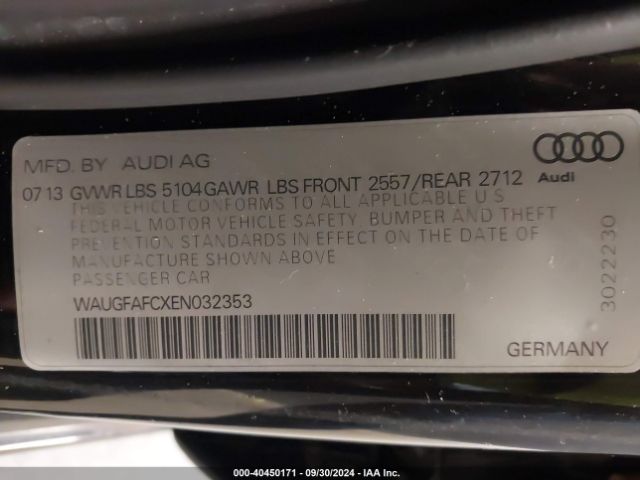 MFD. BY AUDI AG
Audi
07 13 GVWR LBS 5104 GAWR LBS FRONT 2557/REAR 2712
THIS VEHICLE CONFORMS TO ALL APPLICABLE U S
FEDERAL MOTOR VEHICLE SAFETY, BUMPER AND THEFT
PREVENTION STANDARDS IN EFFECT ON THE DATE OF
MANUFACTURE SHOWN ABOVE
PASSENGER CAR
WAUGFAFCXEN032353
GERMANY
3022230
000-40450171 - 09/30/2024 - IAA Inc.